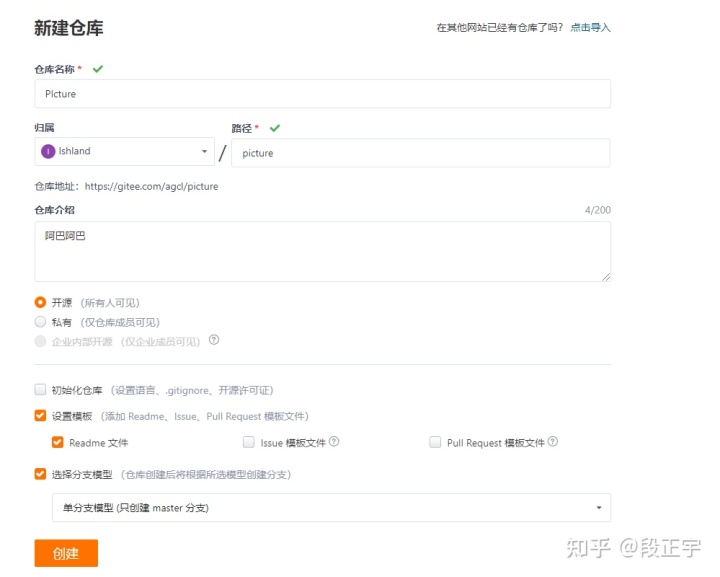 新建仓库
在其他网站已经有仓库了吗? 点击导入
仓库名称 *
PIcture
归属
路径 *
I Ishland
/ picture
仓库地址: https://gitee.com/agcl/picture
仓库介绍
4/200
阿巴阿巴
开源 (所有人可见)
私有 (仅仓库成员可见)
企业内部开源 (仅企业成员可见) ?
初始化仓库 (设置语言、.gitignore、开源许可证)
设置模板 (添加 Readme、Issue、Pull Request 模板文件)
Readme 文件 Issue 模板文件 ? Pull Request 模板文件 ?
选择分支模型 (仓库创建后将根据所选模型创建分支)
单分支模型 (只创建 master 分支)
创建
知乎 @段正宇